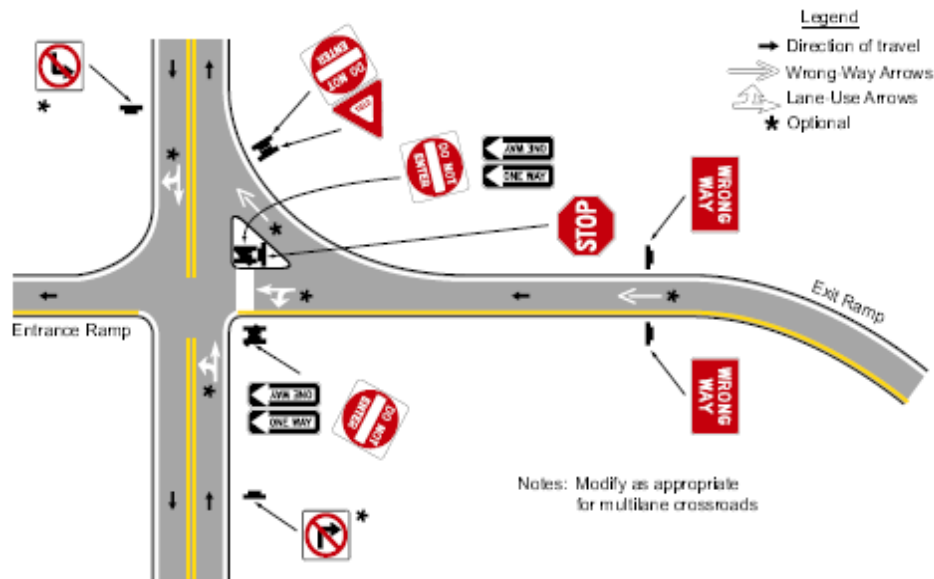 Legend
Direction of travel
Wrong-Way Arrows
Lane-Use Arrows
* Optional
*
DO NOT
ENTER
YIELD
DO NOT
ENTER
ONE WAY
ONE WAY
*
STOP
WRONG
WAY
*
*
*
Exit Ramp
Entrance Ramp
*
ONE WAY
ONE WAY
DO NOT
ENTER
WRONG
WAY
Notes: Modify as appropriate
for multilane crossroads
*